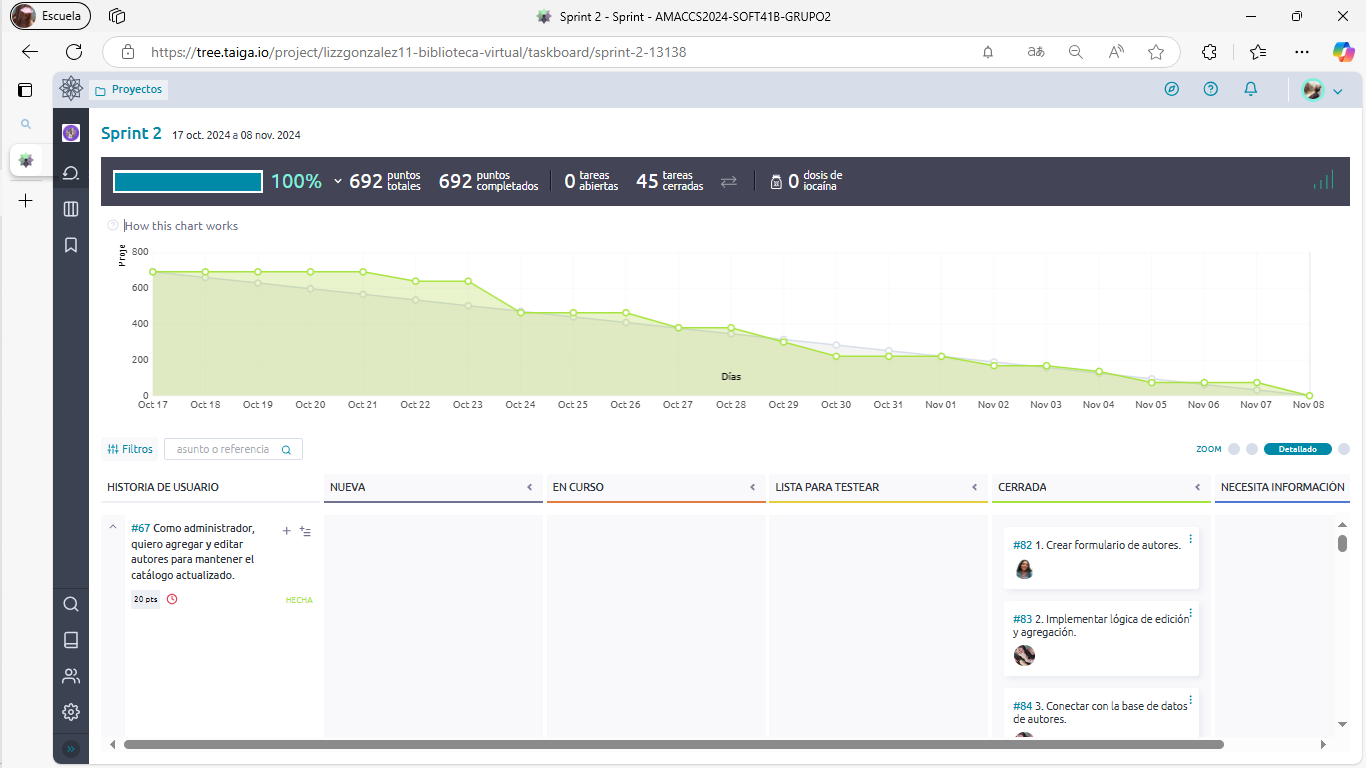 Escuela
Sprint 2 - Sprint - AMACCS2024-SOFT41B-GRUPO2
https://tree.taiga.io/project/lizzgonzalez11-biblioteca-virtual/taskboard/sprint-2-13138
aあ
Proyectos
Sprint 2 17 oct. 2024 a 08 nov. 2024
100% 692 puntos totales 692 puntos completados 0 tareas abiertas 45 tareas cerradas 0 dosis de iocaína
How this chart works
Proje
800
600
400
200
0
Días
Oct 17 Oct 18 Oct 19 Oct 20 Oct 21 Oct 22 Oct 23 Oct 24 Oct 25 Oct 26 Oct 27 Oct 28 Oct 29 Oct 30 Oct 31 Nov 01 Nov 02 Nov 03 Nov 04 Nov 05 Nov 06 Nov 07 Nov 08
Filtros asunto o referencia ZOOM Detallado
HISTORIA DE USUARIO NUEVA EN CURSO LISTA PARA TESTEAR CERRADA NECESITA INFORMACIÓN
#67 Como administrador,
quiero agregar y editar
autores para mantener el
catálogo actualizado.
20 pts HECHA
#82 1. Crear formulario de autores.
#83 2. Implementar lógica de edición
y agregación.
#84 3. Conectar con la base de datos
de autores.